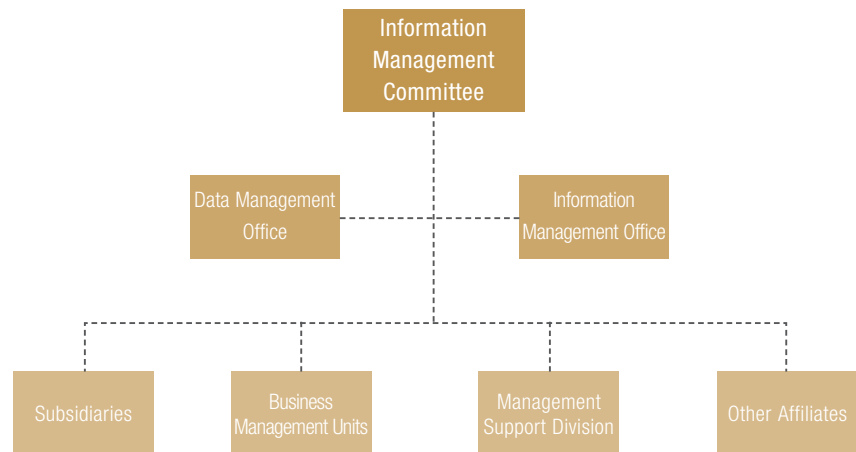 Information
Management
Committee
Data Management
Office
Information
Management Office
Subsidiaries
Business
Management Units
Management
Support Division
Other Affiliates